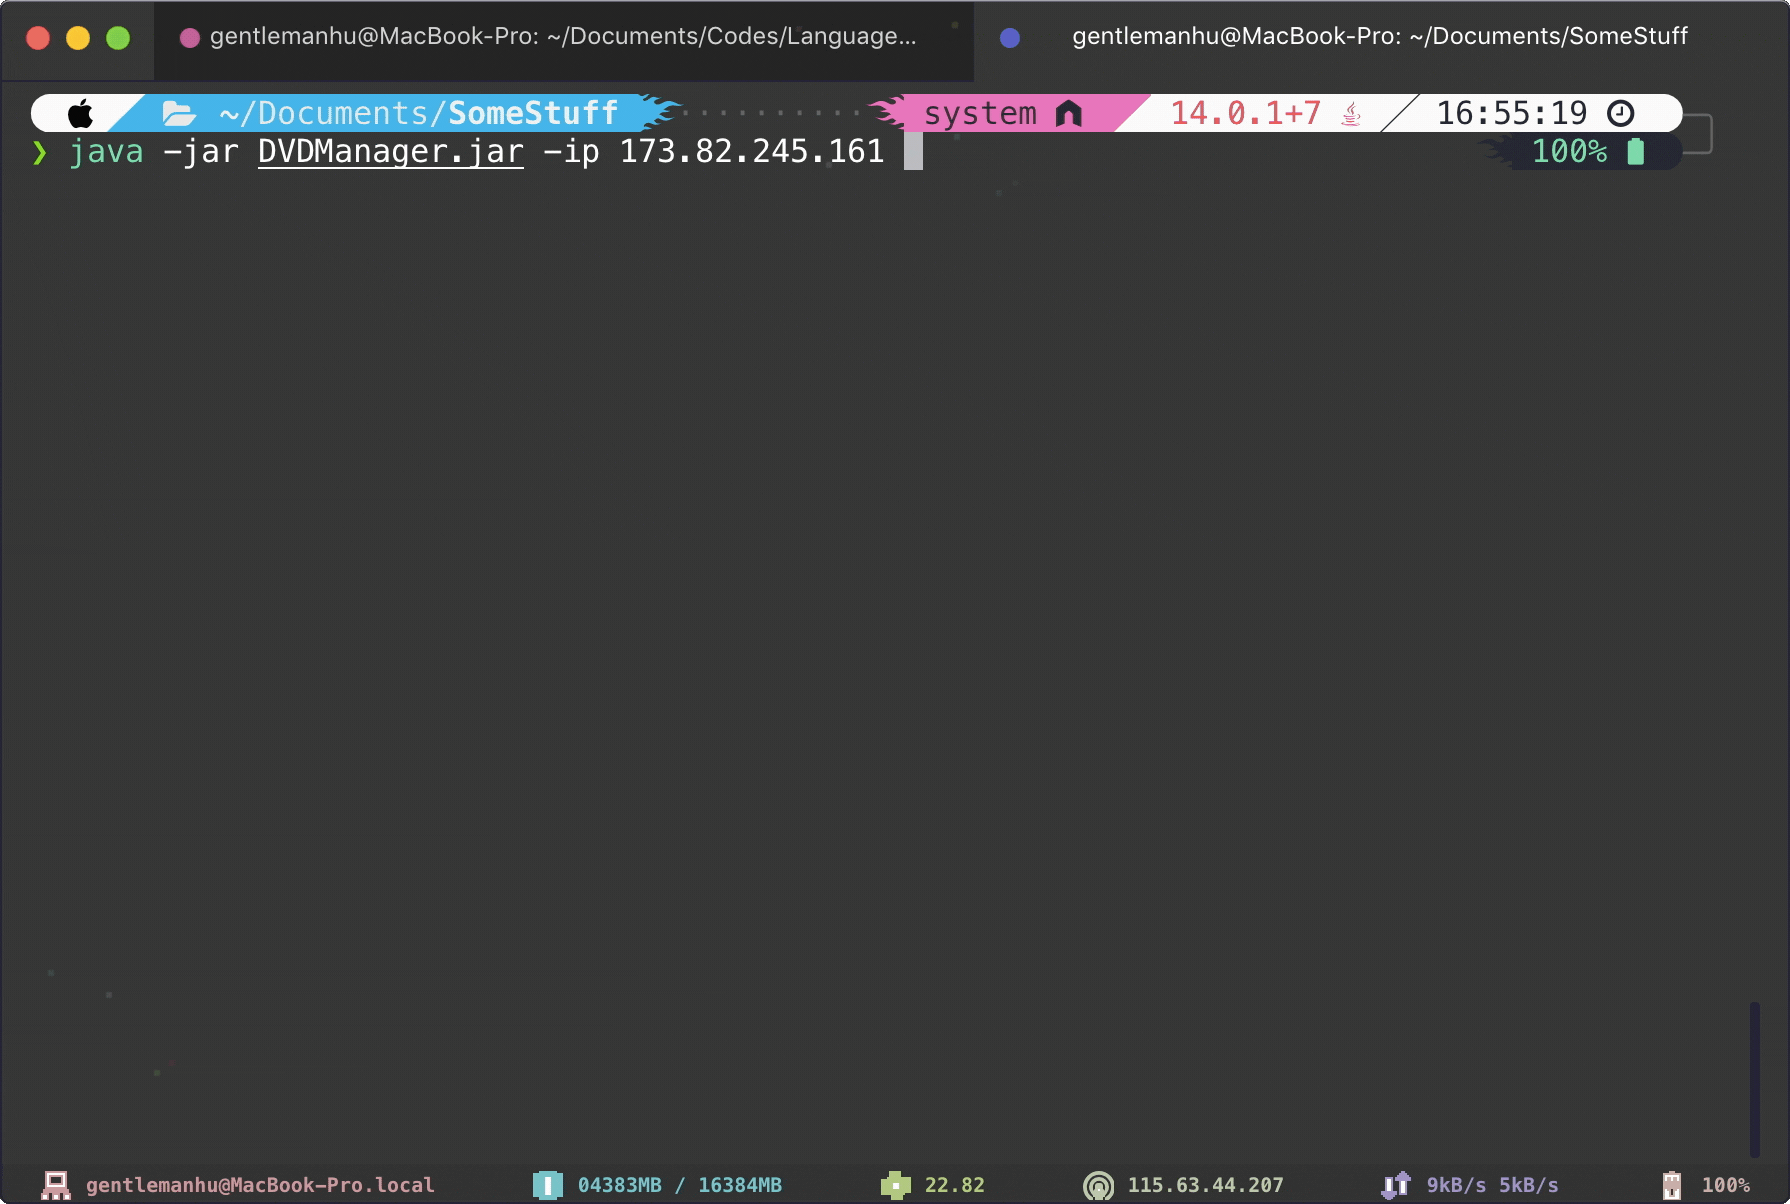 gentlemanhu@MacBook-Pro: ~/Documents/Codes/Language... gentlemanhu@MacBook-Pro: ~/Documents/SomeStuff
~/Documents/SomeStuff ·········· system 14.0.1+7 16:55:19
❯ java -jar DVDManager.jar -ip 173.82.245.161 100%
gentlemanhu@MacBook-Pro.local 04383MB / 16384MB 22.82 115.63.44.207 9kB/s 5kB/s 100%